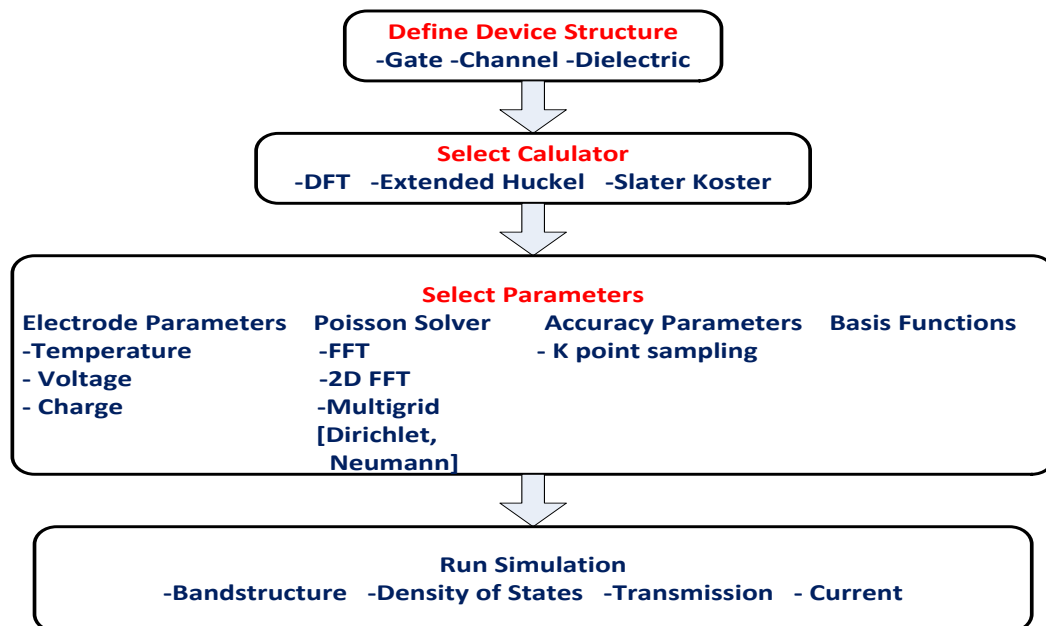 Define Device Structure
-Gate -Channel -Dielectric
Select Calulator
-DFT -Extended Huckel -Slater Koster
Select Parameters
Electrode Parameters Poisson Solver Accuracy Parameters Basis Functions
-Temperature -FFT - K point sampling
- Voltage -2D FFT
- Charge -Multigrid
[Dirichlet,
Neumann]
Run Simulation
-Bandstructure -Density of States -Transmission - Current